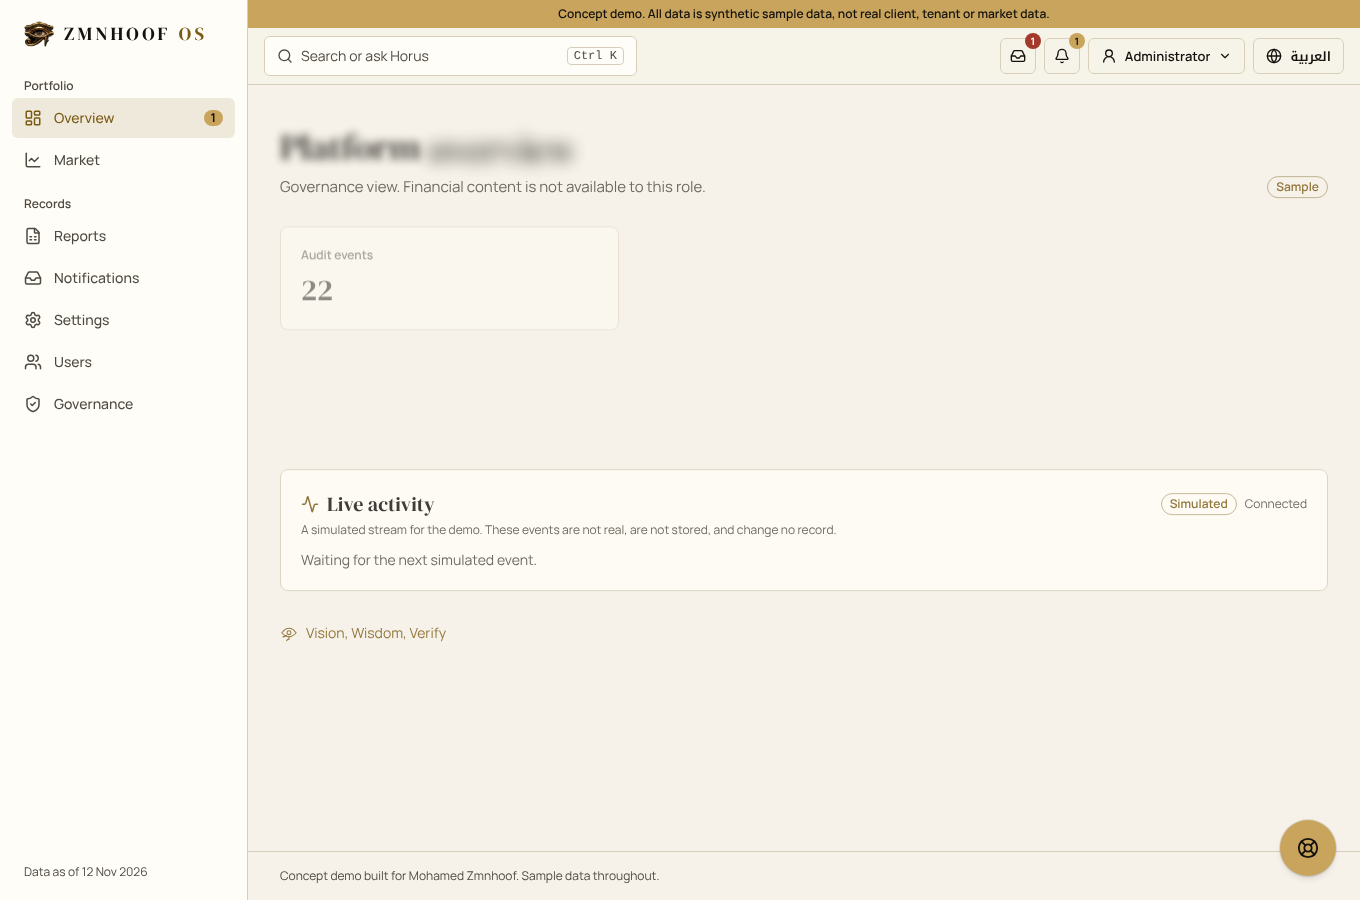 ZMNHOOF OS
Portfolio
Overview 1
Market
Records
Reports
Notifications
Settings
Users
Governance
Data as of 12 Nov 2026
Concept demo. All data is synthetic sample data, not real client, tenant or market data.
Search or ask Horus Ctrl K
1
1
Administrator
العربية
Platform overview
Governance view. Financial content is not available to this role.
Sample
Audit events
22
Live activity
Simulated Connected
A simulated stream for the demo. These events are not real, are not stored, and change no record.
Waiting for the next simulated event.
Vision, Wisdom, Verify
Concept demo built for Mohamed Zmnhoof. Sample data throughout.